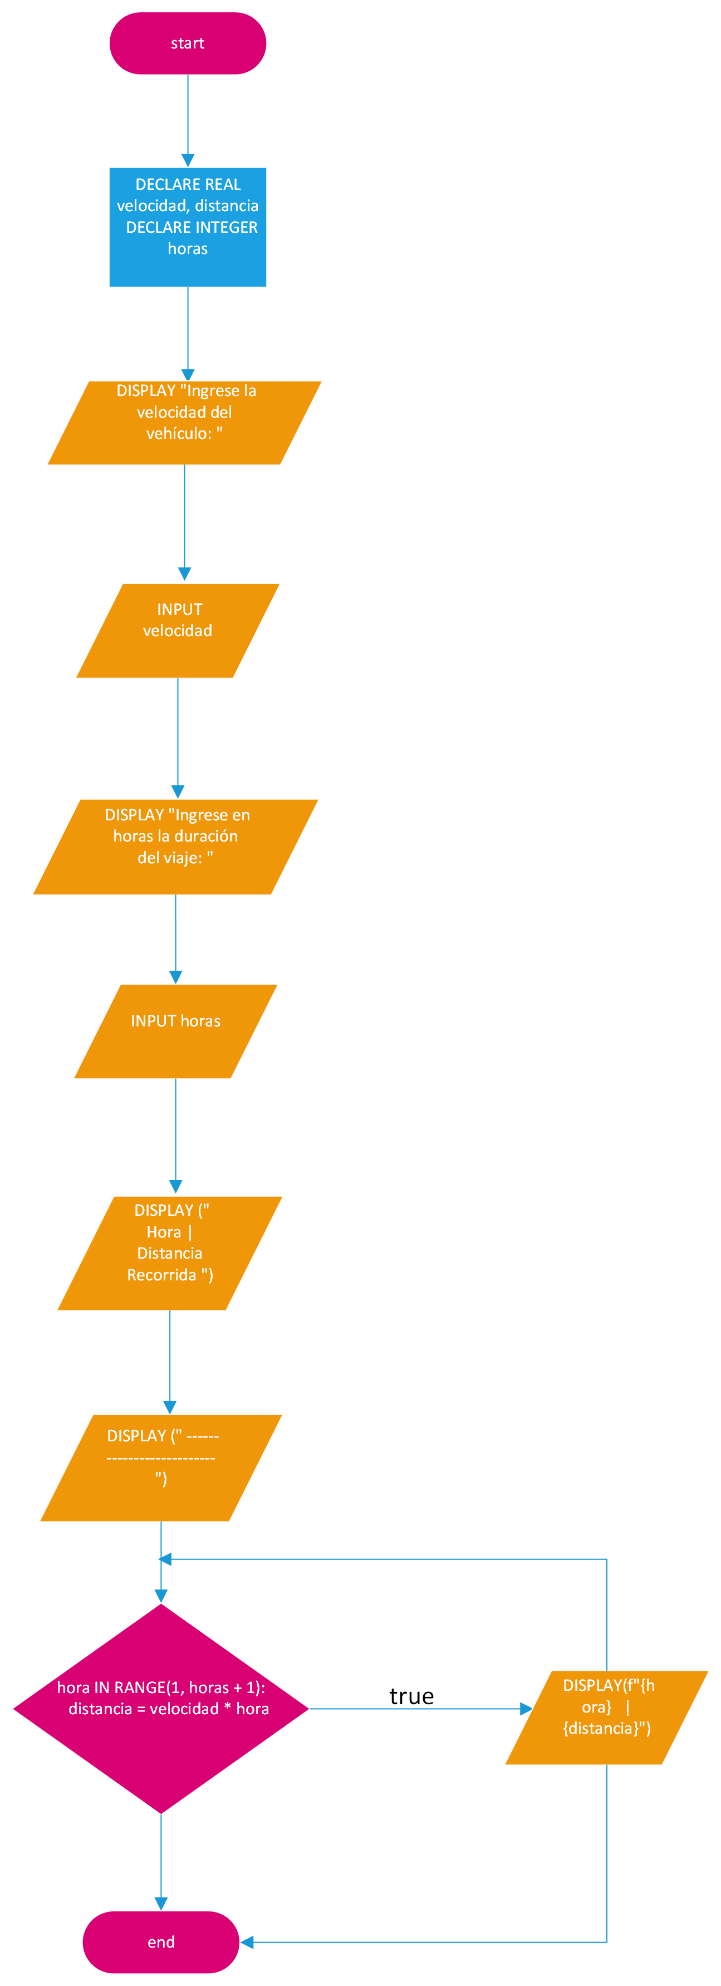 start
DECLARE REAL
velocidad, distancia
DECLARE INTEGER
horas
DISPLAY "Ingrese la
velocidad del
vehículo: "
INPUT
velocidad
DISPLAY "Ingrese en
horas la duración
del viaje: "
INPUT horas
DISPLAY ("
Hora |
Distancia
Recorrida ")
DISPLAY (" ------
--------------------
")
hora IN RANGE(1, horas + 1):
distancia = velocidad * hora
true
DISPLAY(f"{h
ora}   |
{distancia}")
end